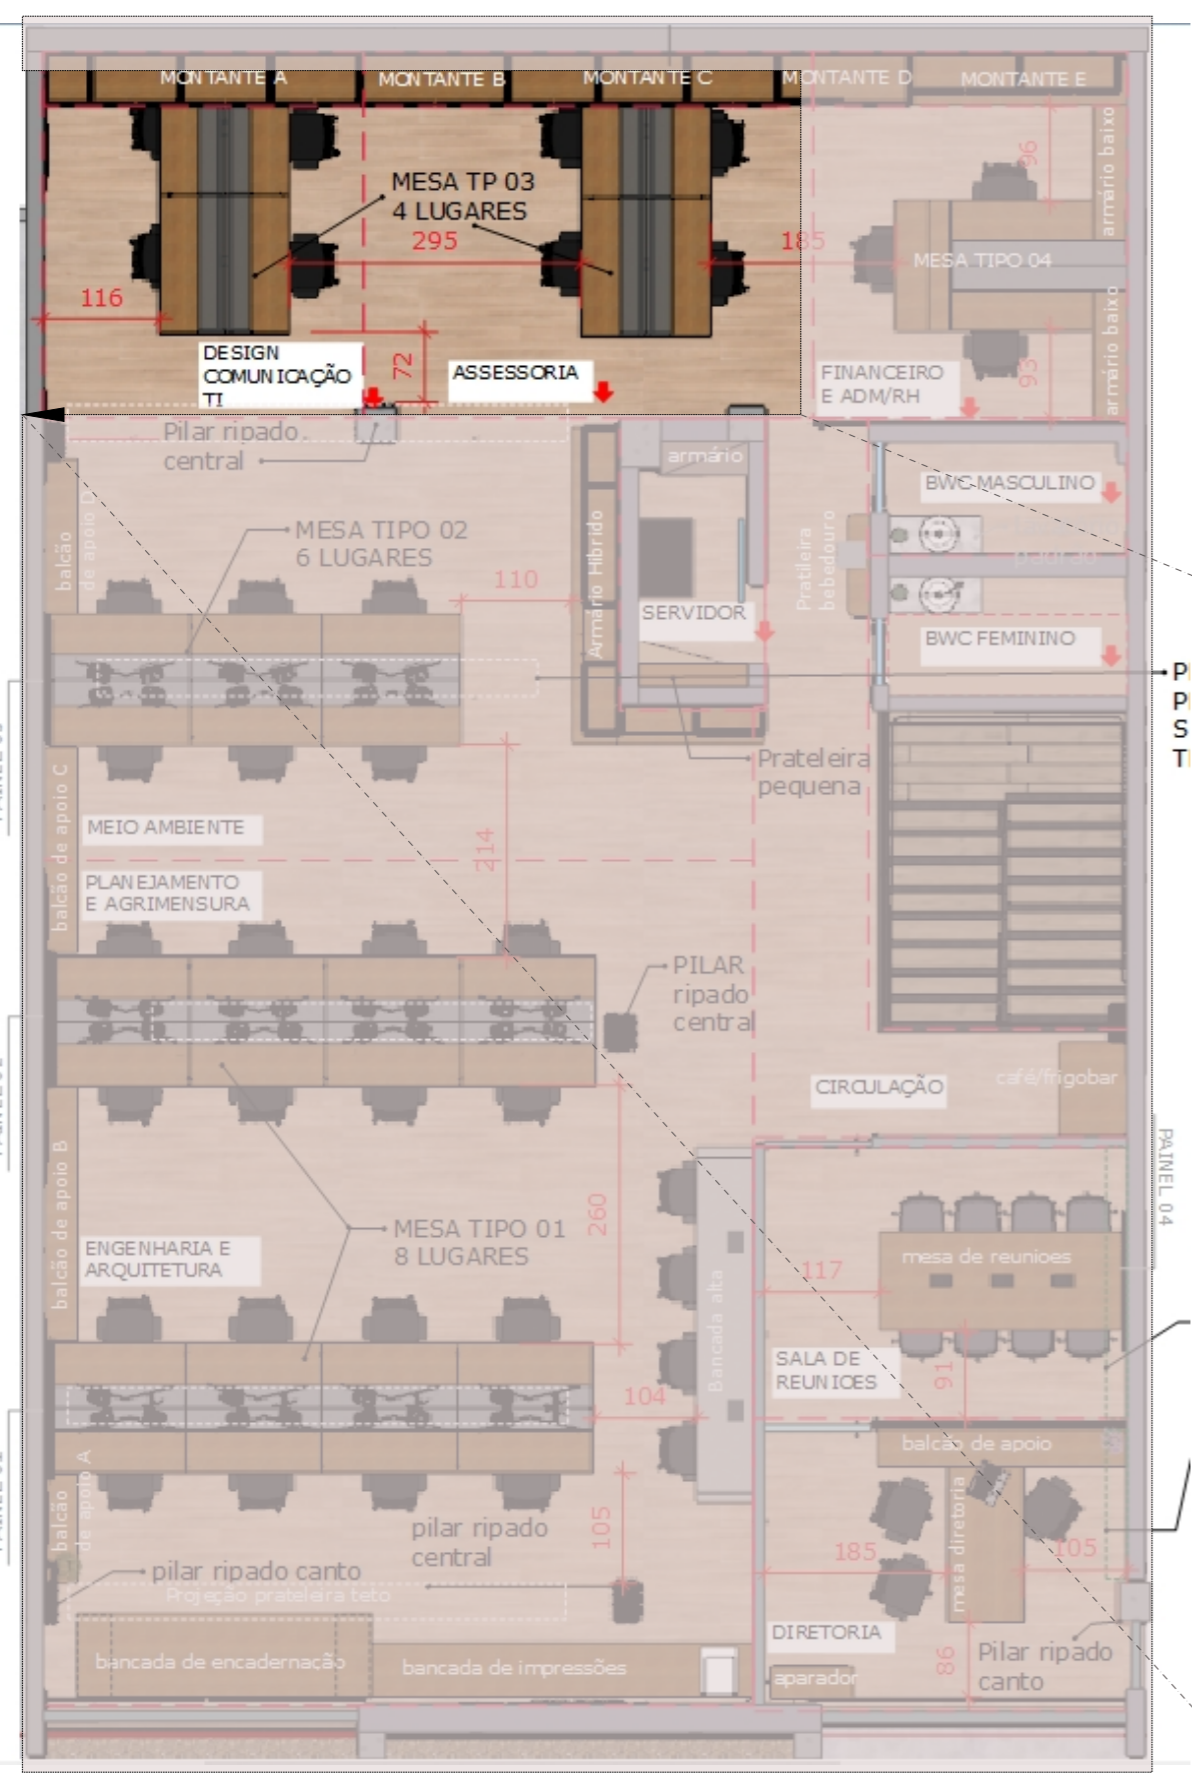 MONTANTE A
MONTANTE B
MONTANTE C
MONTANTE D
MONTANTE E
armário baixo
96
MESA TP 03
4 LUGARES
295
185
MESA TIPO 04
116
armário baixo
DESIGN
COMUNICAÇÃO
TI
72
ASSESSORIA
FINANCEIRO
E ADM/RH
93
Pilar ripado
central
armário
BWC MASCULINO
balcão
de apoio D
MESA TIPO 02
6 LUGARES
110
Armário Hibrido
Pratileira
bebedouro
padrao
SERVIDOR
BWC FEMININO
Prateleira
pequena
balcão de apoio C
MEIO AMBIENTE
214
PLANEJAMENTO
E AGRIMENSURA
PILAR
ripado
central
CIRCULAÇÃO
café/frigobar
balcão de apoio B
PAINEL 04
260
MESA TIPO 01
8 LUGARES
ENGENHARIA E
ARQUITETURA
mesa de reunioes
117
Bancada alta
SALA DE
REUNIOES
91
104
balcão de apoio
balcão
de apoio A
pilar ripado
central
105
mesa diretoria
185
105
pilar ripado canto
Projeção prateleira teto
DIRETORIA
86
Pilar ripado
canto
bancada de encadernação
bancada de impressões
aparador